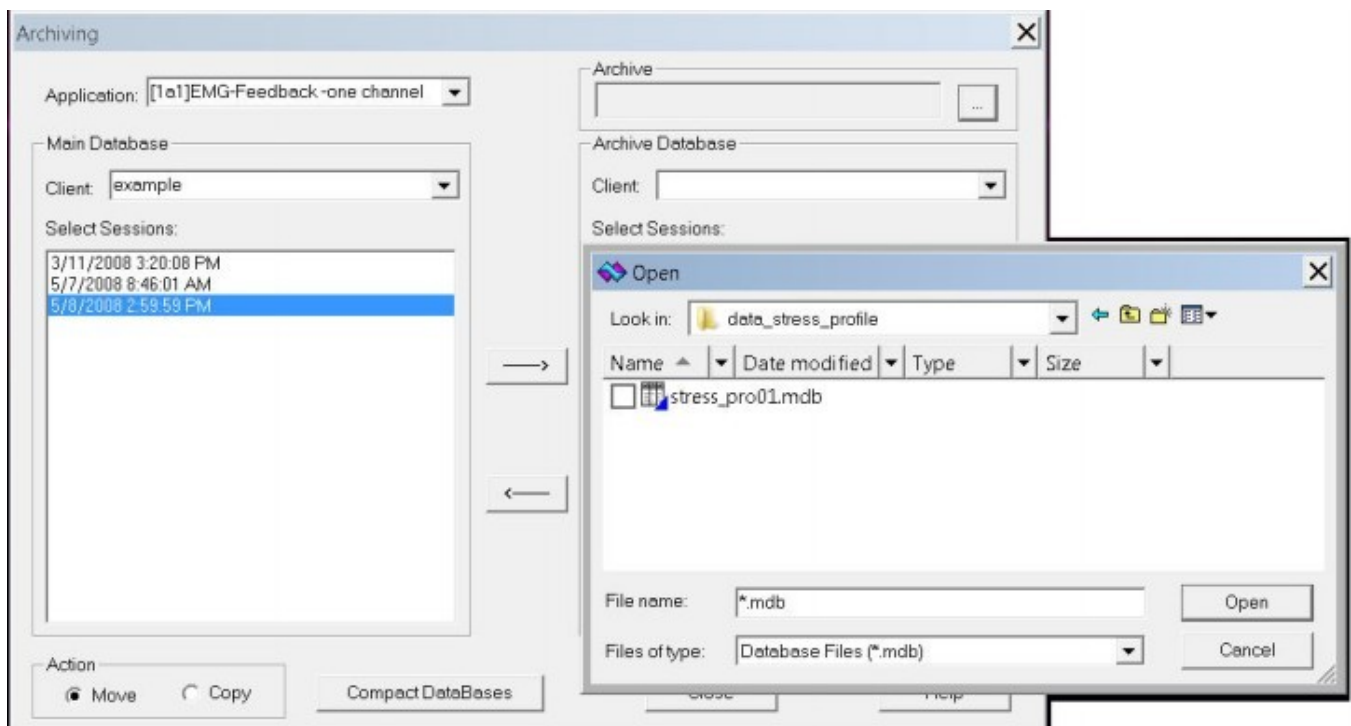 Archiving
Application: [1a1]EMG-Feedback -one channel
Main Database
Client: example
Select Sessions:
3/11/2008 3:20:08 PM
5/7/2008 8:46:01 AM
5/8/2008 2:59:59 PM
--->
<---
Action
Move Copy
Compact DataBases
Archive
...
Archive Database
Client:
Select Sessions:
Open
Look in: data_stress_profile
Name Date modified Type Size
stress_pro01.mdb
File name: *.mdb
Open
Files of type: Database Files (*.mdb)
Cancel
Close
Help